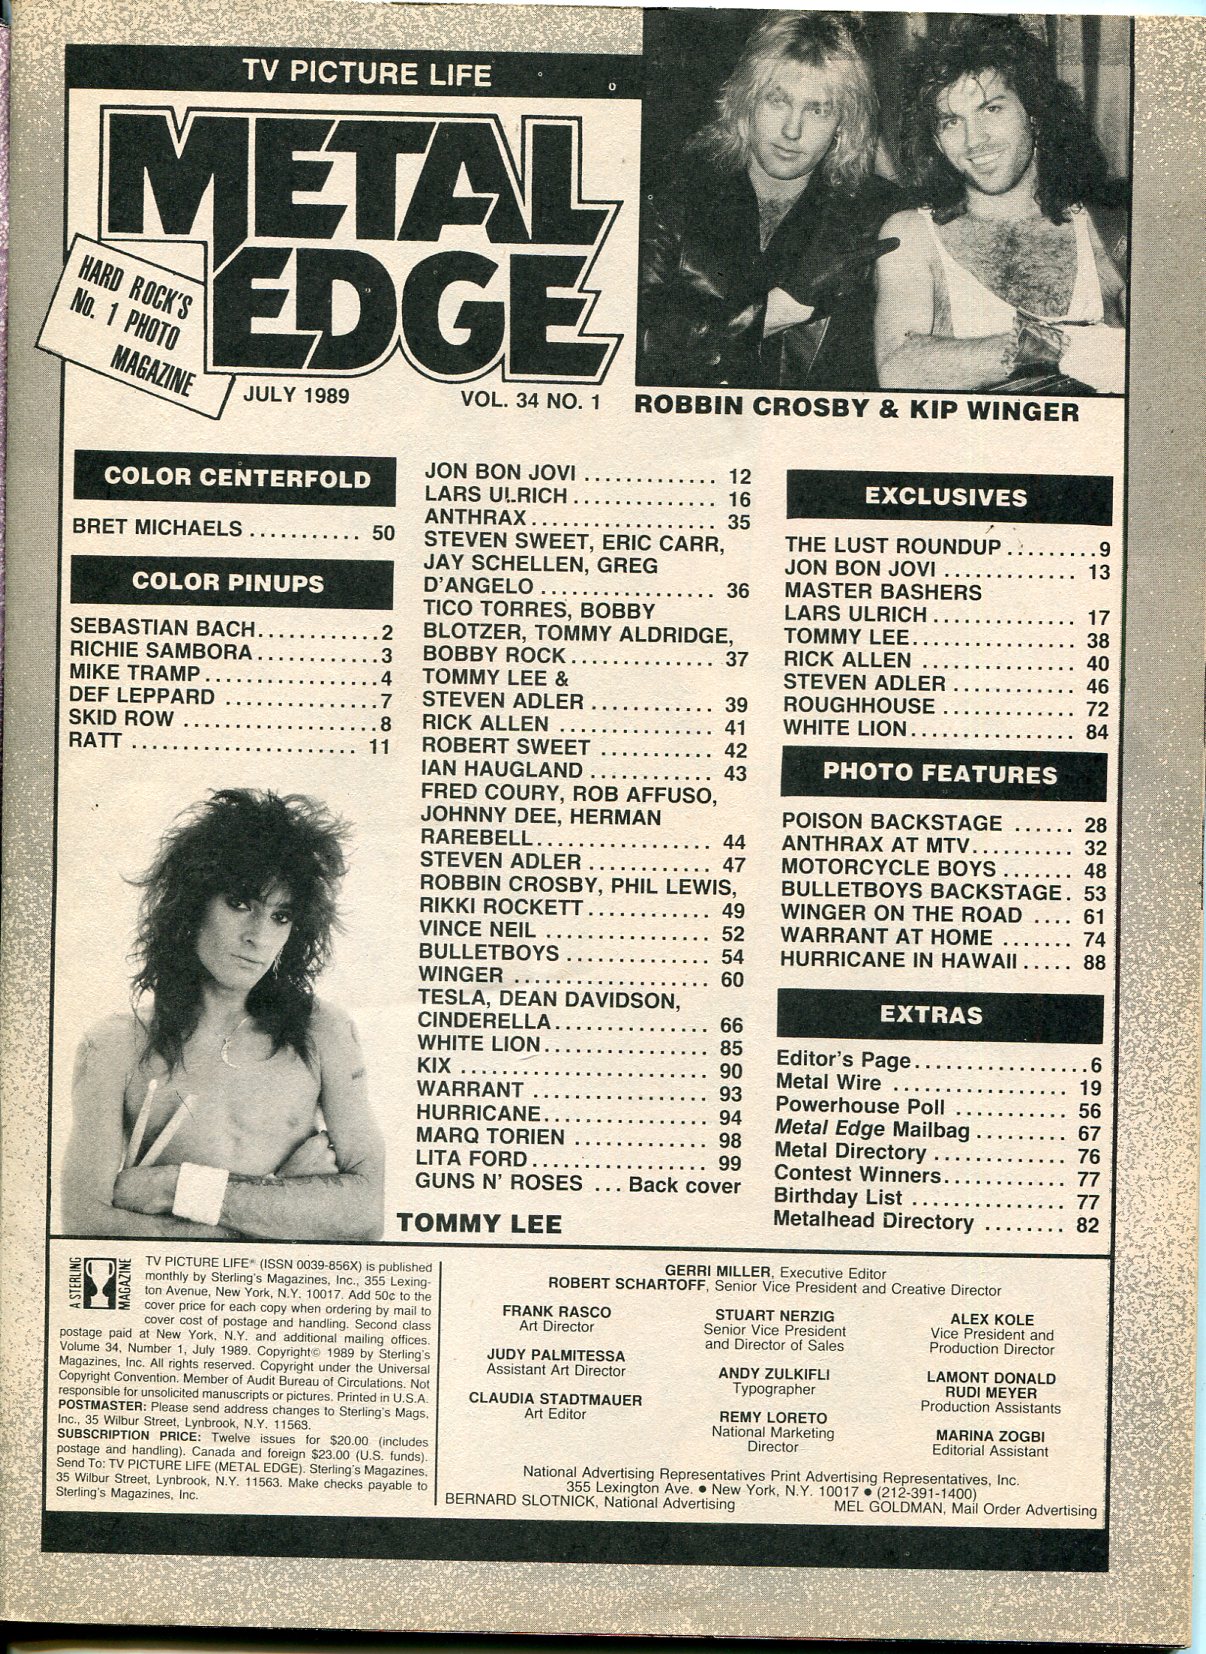 TV PICTURE LIFE
METAL
EDGE
HARD ROCK'S
No. 1 PHOTO
MAGAZINE
JULY 1989
VOL. 34 NO. 1
ROBBIN CROSBY & KIP WINGER
COLOR CENTERFOLD
BRET MICHAELS .......... 50
COLOR PINUPS
SEBASTIAN BACH............2
RICHIE SAMBORA............3
MIKE TRAMP.................4
DEF LEPPARD ...............7
SKID ROW ...................8
RATT ...................... 11
JON BON JOVI ............. 12
LARS ULRICH .............. 16
ANTHRAX.................. 35
STEVEN SWEET, ERIC CARR,
JAY SCHELLEN, GREG
D'ANGELO ................. 36
TICO TORRES, BOBBY
BLOTZER, TOMMY ALDRIDGE,
BOBBY ROCK.............. 37
TOMMY LEE &
STEVEN ADLER ............ 39
RICK ALLEN ............... 41
ROBERT SWEET ........... 42
IAN HAUGLAND ............ 43
FRED COURY, ROB AFFUSO,
JOHNNY DEE, HERMAN
RAREBELL................. 44
STEVEN ADLER ............ 47
ROBBIN CROSBY, PHIL LEWIS,
RIKKI ROCKETT............ 49
VINCE NEIL ................ 52
BULLETBOYS .............. 54
WINGER ................... 60
TESLA, DEAN DAVIDSON,
CINDERELLA............... 66
WHITE LION................ 85
KIX ........................ 90
WARRANT ................. 93
HURRICANE................ 94
MARQ TORIEN ............. 98
LITA FORD................. 99
GUNS N' ROSES ... Back cover
EXCLUSIVES
THE LUST ROUNDUP .........9
JON BON JOVI ............. 13
MASTER BASHERS
LARS ULRICH .............. 17
TOMMY LEE................ 38
RICK ALLEN ............... 40
STEVEN ADLER ............ 46
ROUGHHOUSE ............. 72
WHITE LION................ 84
PHOTO FEATURES
POISON BACKSTAGE ...... 28
ANTHRAX AT MTV.......... 32
MOTORCYCLE BOYS ....... 48
BULLETBOYS BACKSTAGE. 53
WINGER ON THE ROAD .... 61
WARRANT AT HOME ....... 74
HURRICANE IN HAWAII ..... 88
EXTRAS
Editor's Page.................6
Metal Wire ................. 19
Powerhouse Poll ........... 56
Metal Edge Mailbag ......... 67
Metal Directory ............. 76
Contest Winners............ 77
Birthday List ............... 77
Metalhead Directory ........ 82
TOMMY LEE
A STERLING
MAGAZINE
TV PICTURE LIFE® (ISSN 0039-856X) is published
monthly by Sterling's Magazines, Inc., 355 Lexing-
ton Avenue, New York, N.Y. 10017. Add 50¢ to the
cover price for each copy when ordering by mail to
cover cost of postage and handling. Second class
postage paid at New York, N.Y. and additional mailing offices.
Volume 34, Number 1, July 1989. Copyright© 1989 by Sterling's
Magazines, Inc. All rights reserved. Copyright under the Universal
Copyright Convention. Member of Audit Bureau of Circulations. Not
responsible for unsolicited manuscripts or pictures. Printed in U.S.A.
POSTMASTER: Please send address changes to Sterling's Mags,
Inc., 35 Wilbur Street, Lynbrook, N.Y. 11563.
SUBSCRIPTION PRICE: Twelve issues for $20.00 (includes
postage and handling). Canada and foreign $23.00 (U.S. funds).
Send To: TV PICTURE LIFE (METAL EDGE). Sterling's Magazines.
35 Wilbur Street, Lynbrook, N.Y. 11563. Make checks payable to
Sterling's Magazines, Inc.
GERRI MILLER, Executive Editor
ROBERT SCHARTOFF, Senior Vice President and Creative Director
FRANK RASCO
Art Director
JUDY PALMITESSA
Assistant Art Director
CLAUDIA STADTMAUER
Art Editor
STUART NERZIG
Senior Vice President
and Director of Sales
ANDY ZULKIFLI
Typographer
REMY LORETO
National Marketing
Director
ALEX KOLE
Vice President and
Production Director
LAMONT DONALD
RUDI MEYER
Production Assistants
MARINA ZOGBI
Editorial Assistant
National Advertising Representatives Print Advertising Representatives, Inc.
355 Lexington Ave. ● New York, N.Y. 10017 ● (212-391-1400)
BERNARD SLOTNICK, National Advertising
MEL GOLDMAN, Mail Order Advertising